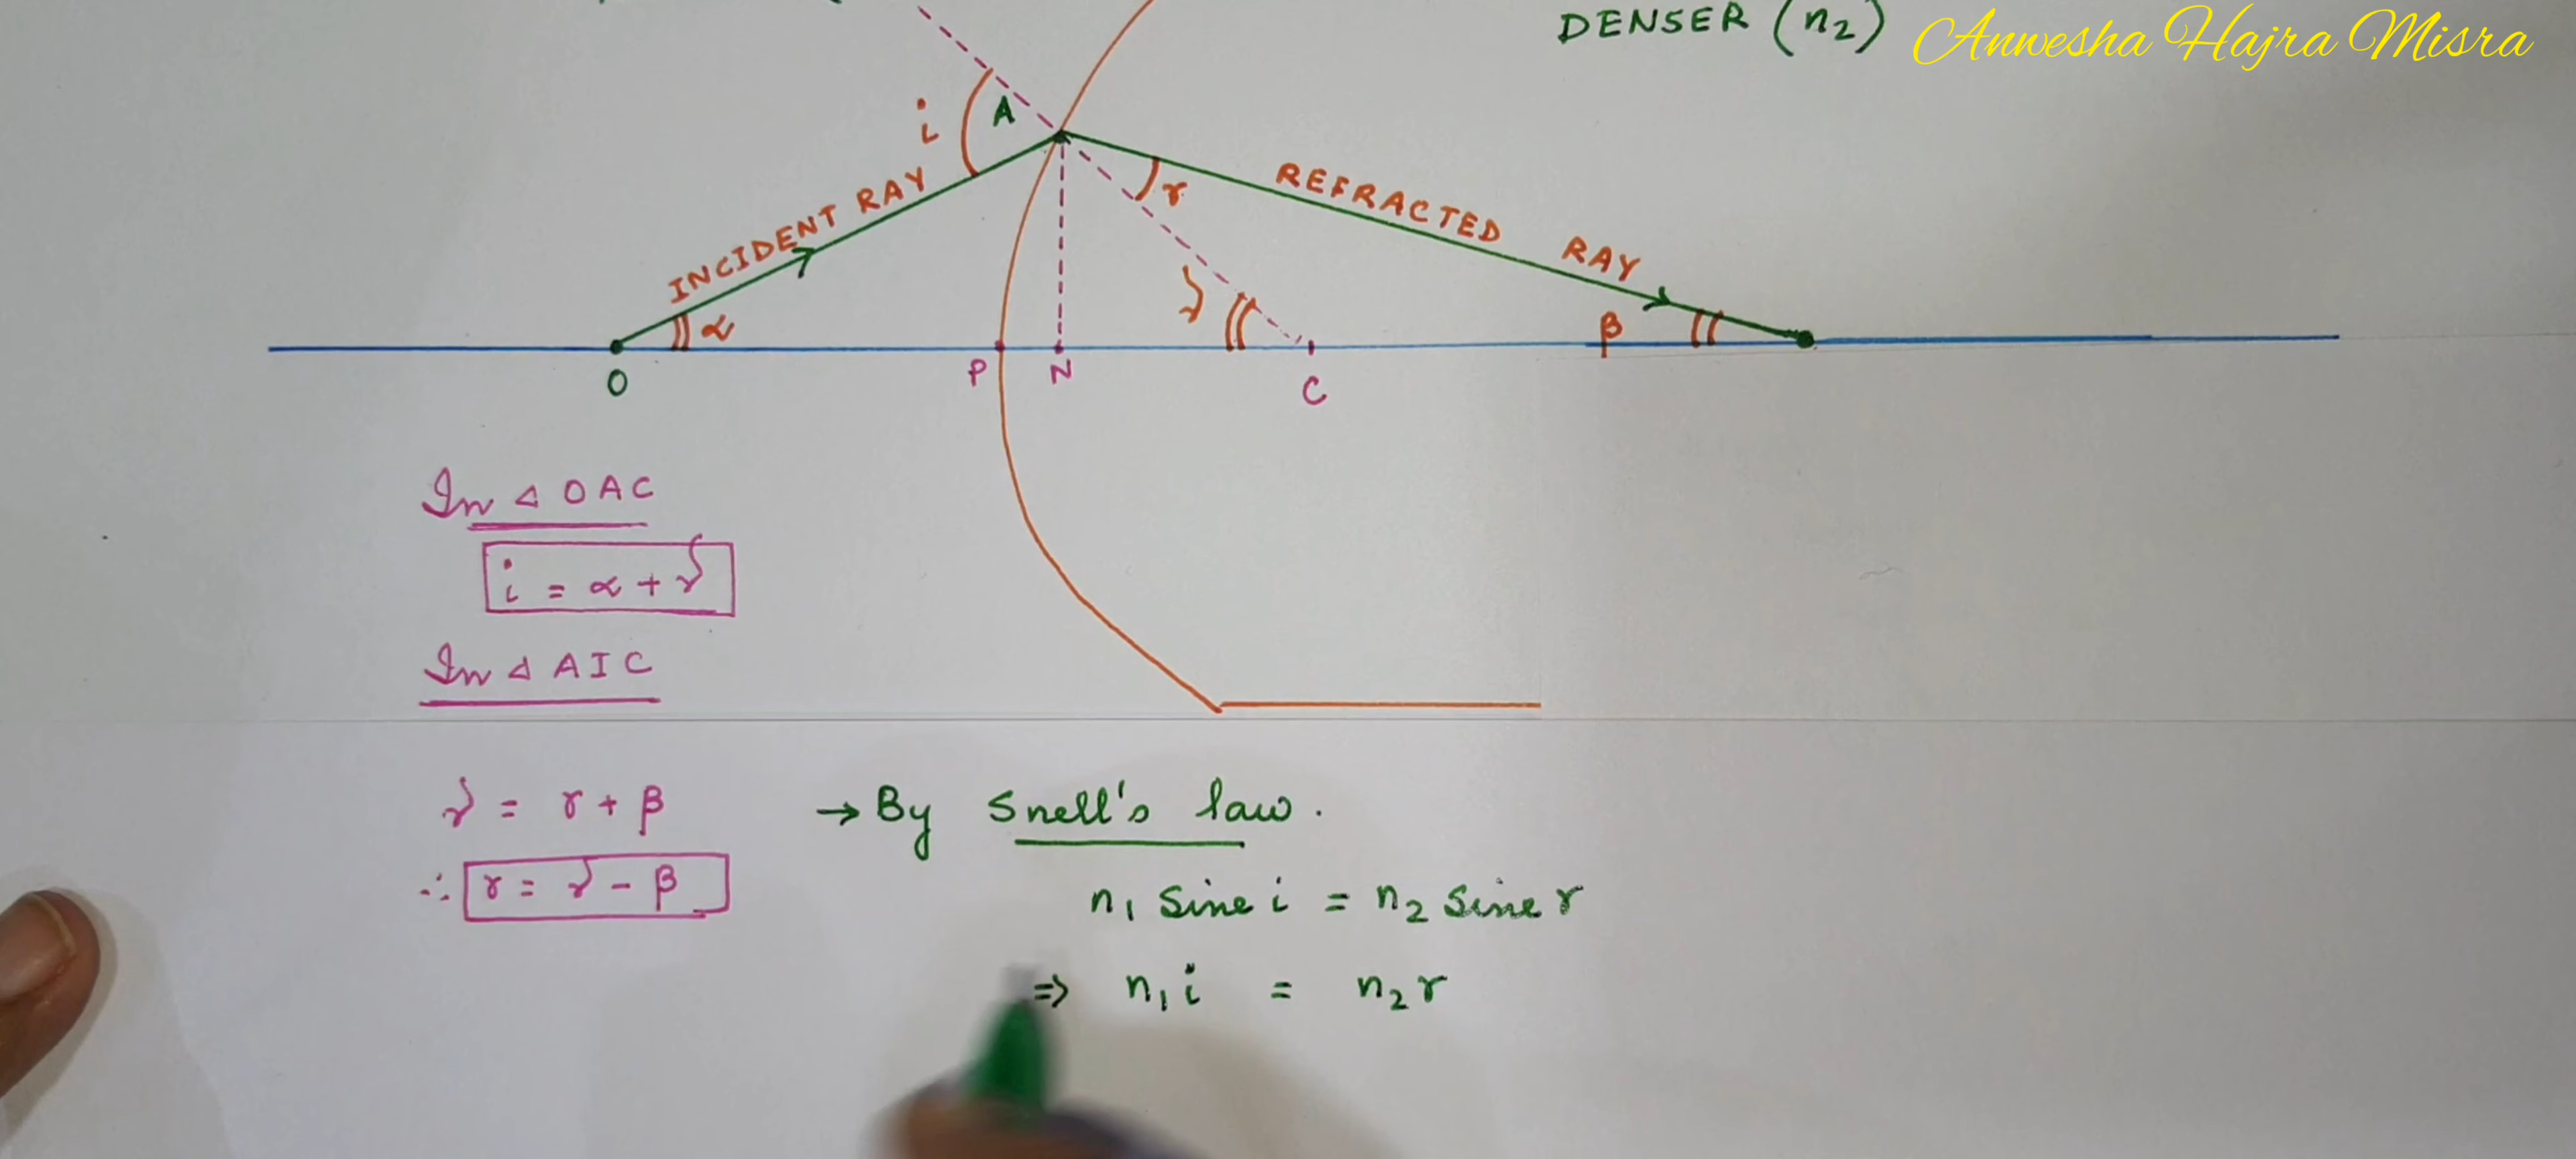 DENSER (n₂)
Anwesha Hajra Misra
i
A
INCIDENT RAY
r
REFRACTED RAY
α
γ
β
O
P
N
C
In △ OAC
i = α + γ
In △ AIC
γ = r + β
∴ r = γ - β
→ By Snell's law.
n₁ sine i = n₂ sine r
⇒ n₁ i = n₂ r